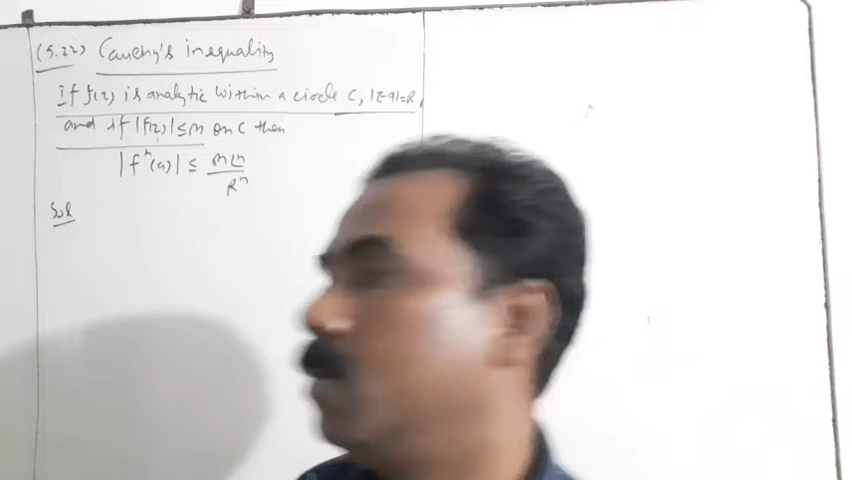 (5.22) Cauchy's inequality
If f(z) is analytic within a circle C, |z-a|=R,
and if |f(z)| ≤ m on C then
|fⁿ(a)| ≤ m⌊n / Rⁿ
Sol